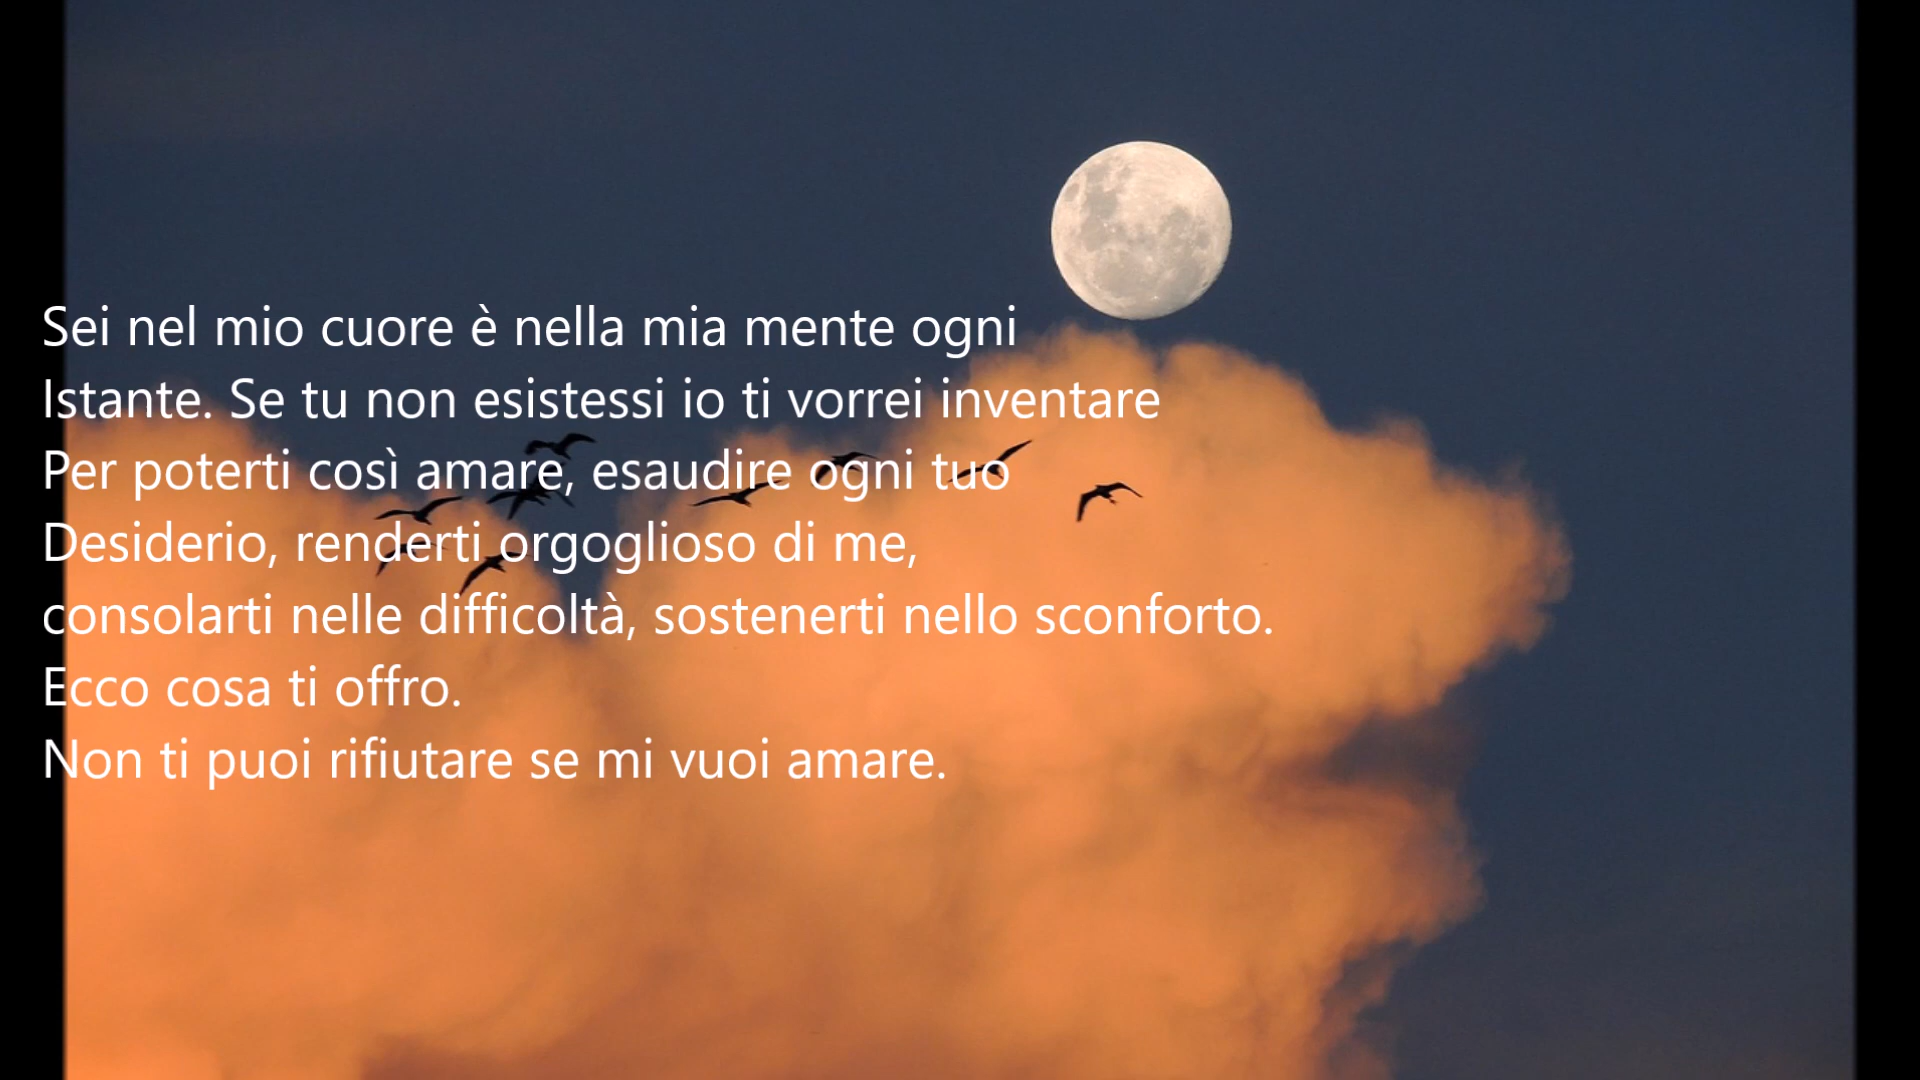 Sei nel mio cuore è nella mia mente ogni
Istante. Se tu non esistessi io ti vorrei inventare
Per poterti così amare, esaudire ogni tuo
Desiderio, renderti orgoglioso di me,
consolarti nelle difficoltà, sostenerti nello sconforto.
Ecco cosa ti offro.
Non ti puoi rifiutare se mi vuoi amare.